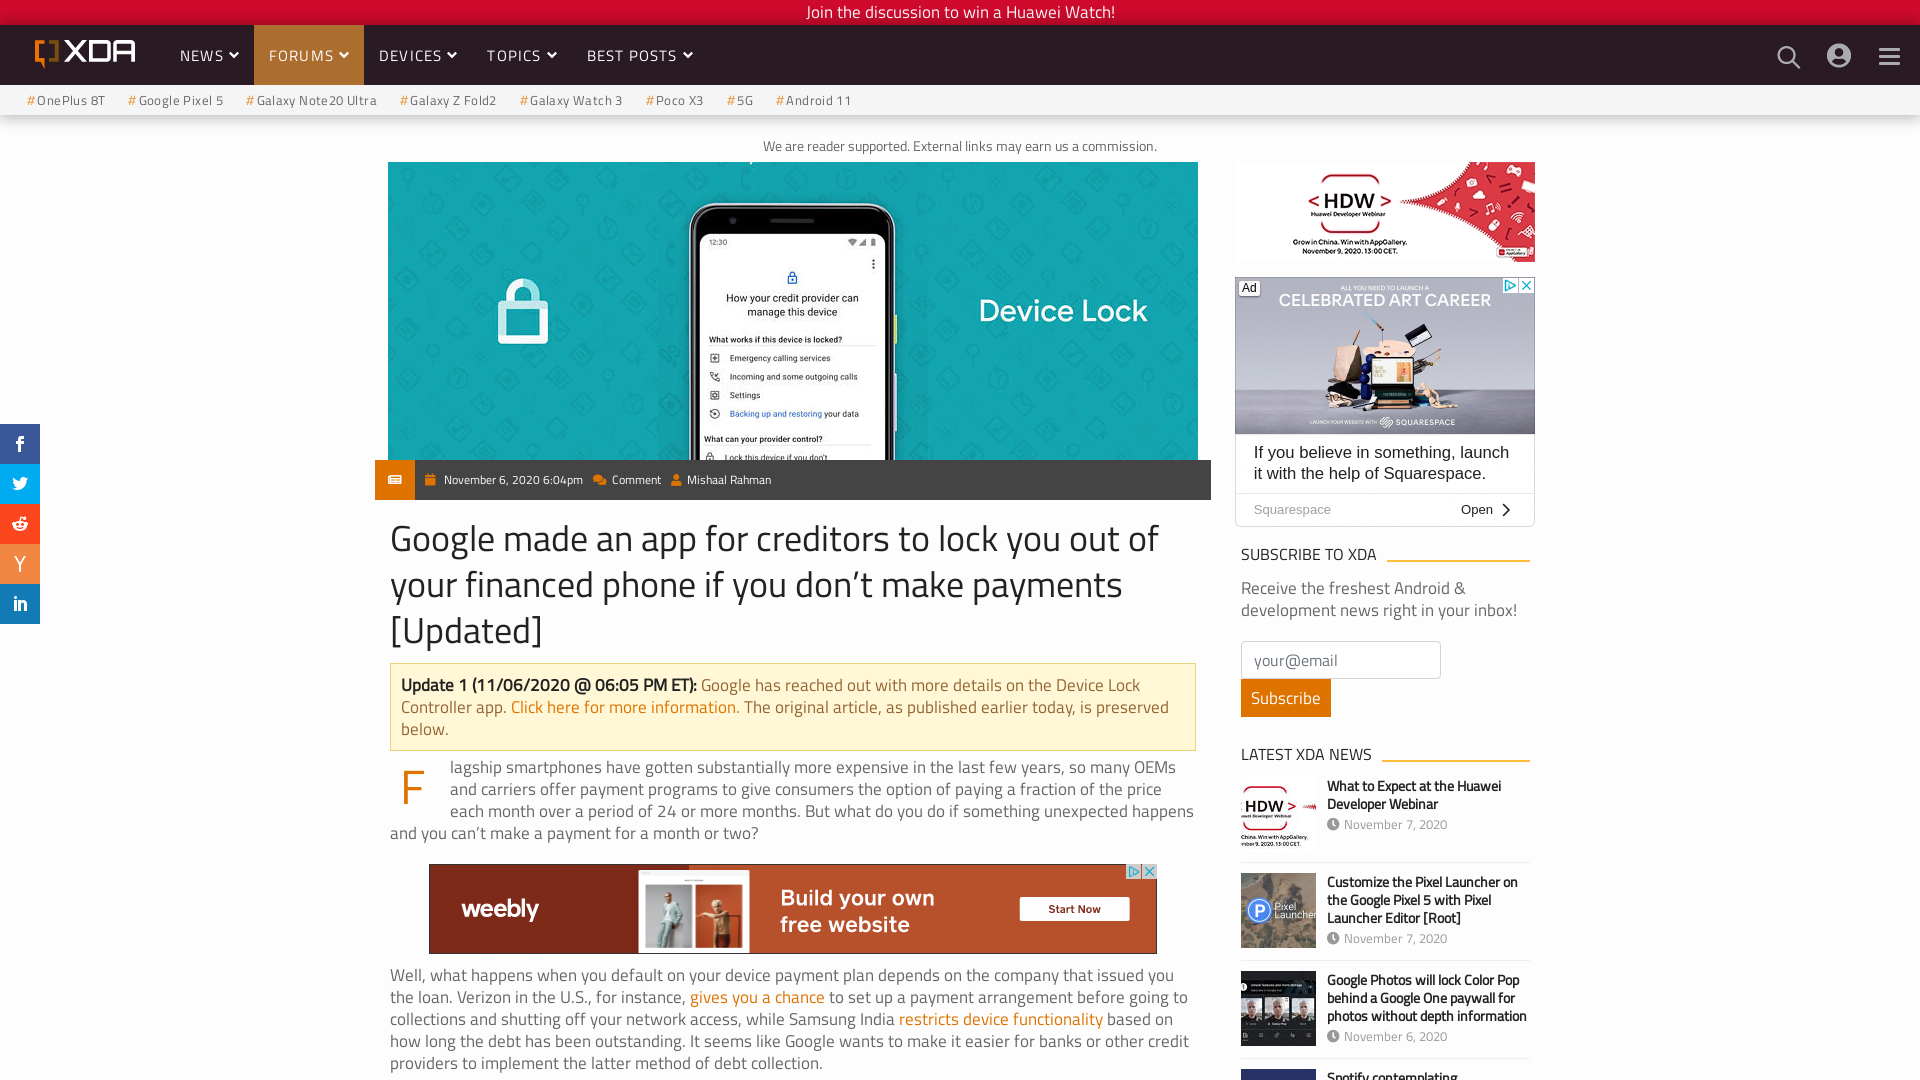 Join the discussion to win a Huawei Watch!
XDA
NEWS
FORUMS
DEVICES
TOPICS
BEST POSTS
#OnePlus 8T
#Google Pixel 5
#Galaxy Note20 Ultra
#Galaxy Z Fold2
#Galaxy Watch 3
#Poco X3
#5G
#Android 11
We are reader supported. External links may earn us a commission.
12:30
How your credit provider can
manage this device
What works if this device is locked?
Emergency calling services
Incoming and some outgoing calls
Settings
Backing up and restoring your data
What can your provider control?
Lock this device if you don't
Device Lock
November 6, 2020 6:04pm
Comment
Mishaal Rahman
Google made an app for creditors to lock you out of
your financed phone if you don’t make payments
[Updated]
Update 1 (11/06/2020 @ 06:05 PM ET): Google has reached out with more details on the Device Lock
Controller app. Click here for more information. The original article, as published earlier today, is preserved
below.
Flagship smartphones have gotten substantially more expensive in the last few years, so many OEMs
and carriers offer payment programs to give consumers the option of paying a fraction of the price
each month over a period of 24 or more months. But what do you do if something unexpected happens
and you can’t make a payment for a month or two?
weebly
Build your own
free website
Start Now
Well, what happens when you default on your device payment plan depends on the company that issued you
the loan. Verizon in the U.S., for instance, gives you a chance to set up a payment arrangement before going to
collections and shutting off your network access, while Samsung India restricts device functionality based on
how long the debt has been outstanding. It seems like Google wants to make it easier for banks or other credit
providers to implement the latter method of debt collection.
< HDW >
Huawei Developer Webinar
Grow in China. Win with AppGallery.
November 9, 2020. 13:00 CET.
Ad
ALL YOU NEED TO LAUNCH A
CELEBRATED ART CAREER
LAUNCH YOUR WEBSITE WITH SQUARESPACE
If you believe in something, launch
it with the help of Squarespace.
Squarespace
Open
SUBSCRIBE TO XDA
Receive the freshest Android &
development news right in your inbox!
your@email
Subscribe
LATEST XDA NEWS
HDW >
What to Expect at the Huawei
Developer Webinar
November 7, 2020
Pixel
Launcher
Customize the Pixel Launcher on
the Google Pixel 5 with Pixel
Launcher Editor [Root]
November 7, 2020
Google Photos will lock Color Pop
behind a Google One paywall for
photos without depth information
November 6, 2020
Spotify contemplating